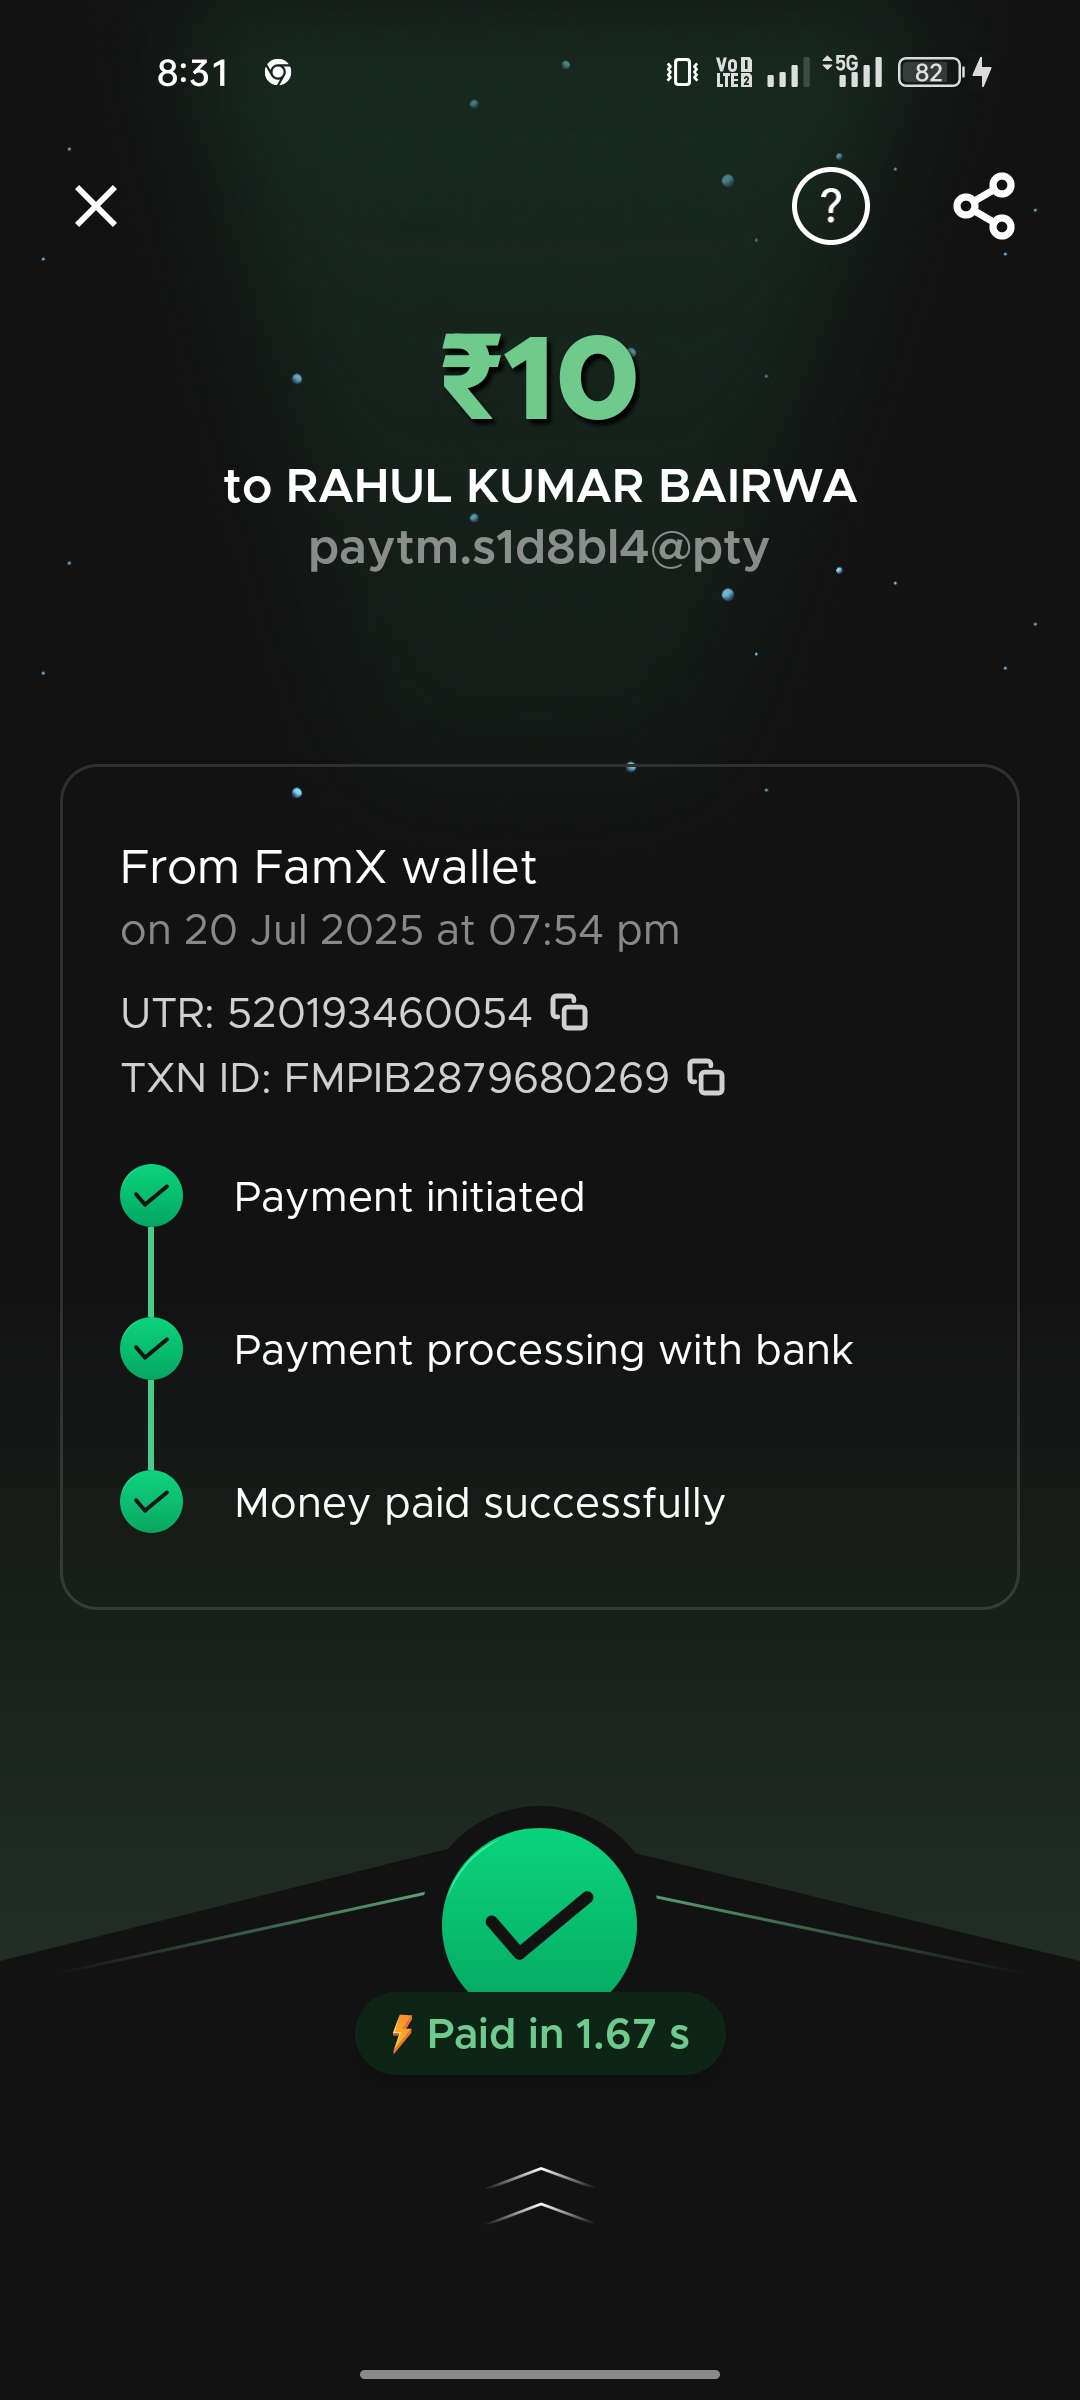 8:31
Vo 1
LTE 2
5G
82
?
₹10
to RAHUL KUMAR BAIRWA
paytm.s1d8bl4@pty
From FamX wallet
on 20 Jul 2025 at 07:54 pm
UTR: 520193460054
TXN ID: FMPIB2879680269
Payment initiated
Payment processing with bank
Money paid successfully
Paid in 1.67 s